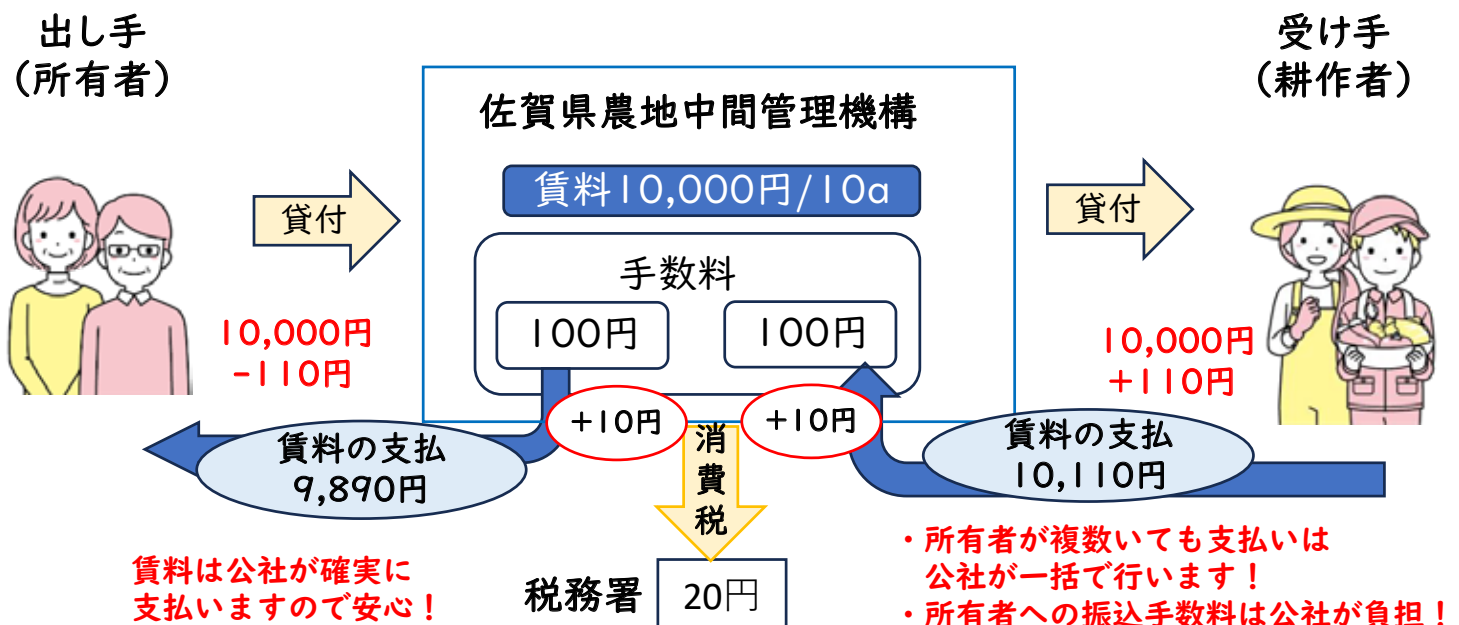 出し手
（所有者）
受け手
（耕作者）
佐賀県農地中間管理機構
賃料10,000円/10a
貸付
貸付
手数料
100円
100円
10,000円
-110円
10,000円
+110円
+10円
+10円
賃料の支払
9,890円
消費税
賃料の支払
10,110円
賃料は公社が確実に
支払いますので安心！
税務署
20円
・所有者が複数いても支払いは
公社が一括で行います！
・所有者への振込手数料は公社が負担！